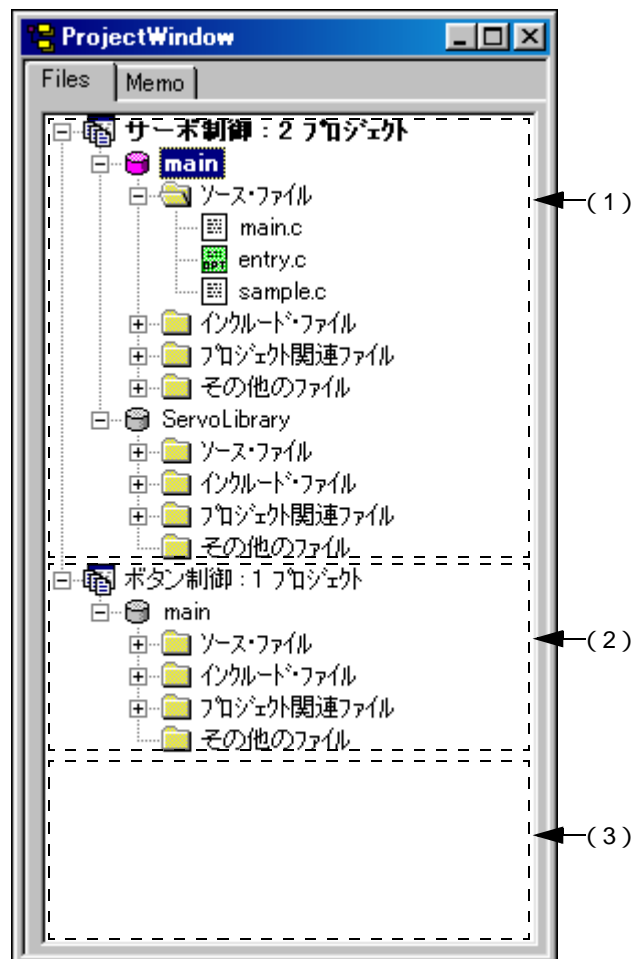 ProjectWindow
Files Memo
サーボ制御 : 2 プロジェクト
main
ソース・ファイル
main.c
entry.c
sample.c
インクルード・ファイル
プロジェクト関連ファイル
その他のファイル
ServoLibrary
ソース・ファイル
インクルード・ファイル
プロジェクト関連ファイル
その他のファイル
ボタン制御 : 1 プロジェクト
main
ソース・ファイル
インクルード・ファイル
プロジェクト関連ファイル
その他のファイル
(1)
(2)
(3)